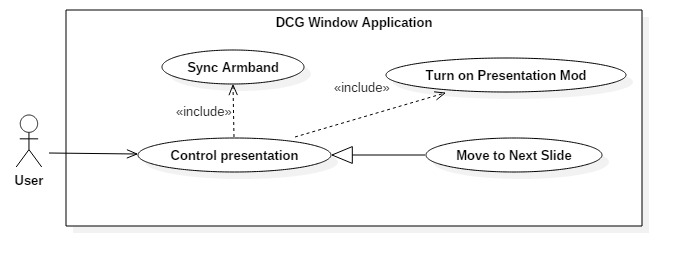 DCG Window Application
Sync Armband
Turn on Presentation Mod
«include»
«include»
Control presentation
Move to Next Slide
User